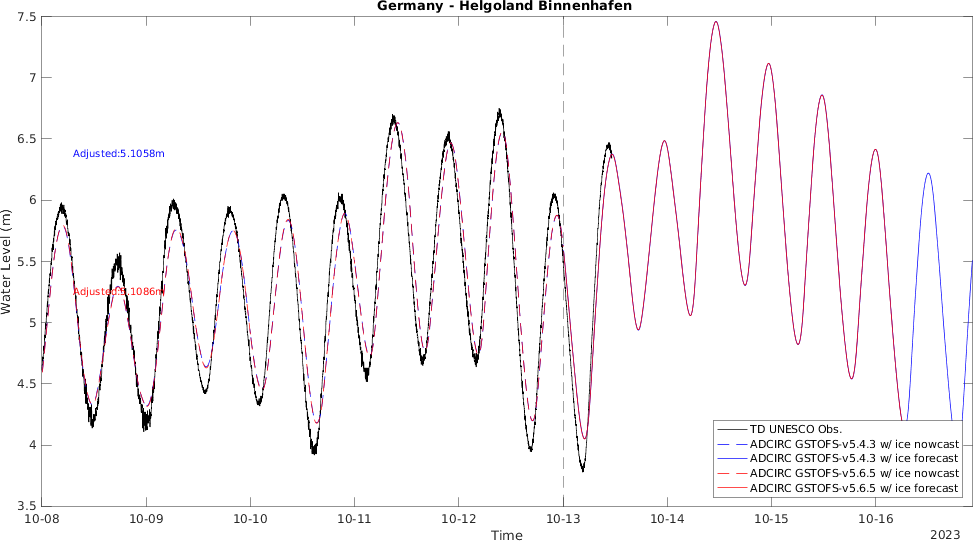 Germany - Helgoland Binnenhafen
7.5
7
6.5
6
5.5
5
4.5
4
3.5
Water Level (m)
Adjusted:5.1058m
Adjusted:5.1086m
TD UNESCO Obs.
ADCIRC GSTOFS-v5.4.3 w/ ice nowcast
ADCIRC GSTOFS-v5.4.3 w/ ice forecast
ADCIRC GSTOFS-v5.6.5 w/ ice nowcast
ADCIRC GSTOFS-v5.6.5 w/ ice forecast
10-08 10-09 10-10 10-11 10-12 10-13 10-14 10-15 10-16
Time
2023